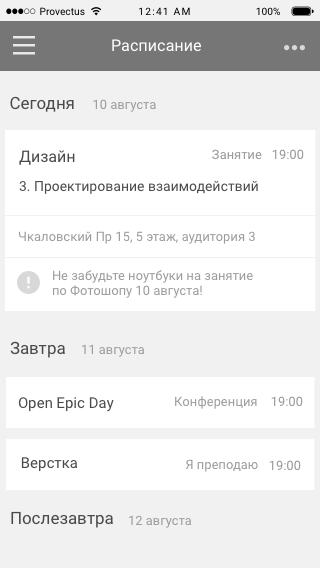 Provectus 12:41 AM 100%
Расписание
Сегодня 10 августа
Дизайн Занятие 19:00
3. Проектирование взаимодействий
Чкаловский Пр 15, 5 этаж, аудитория 3
Не забудьте ноутбуки на занятие
по Фотошопу 10 августа!
Завтра 11 августа
Open Epic Day Конференция 19:00
Верстка Я преподаю 19:00
Послезавтра 12 августа